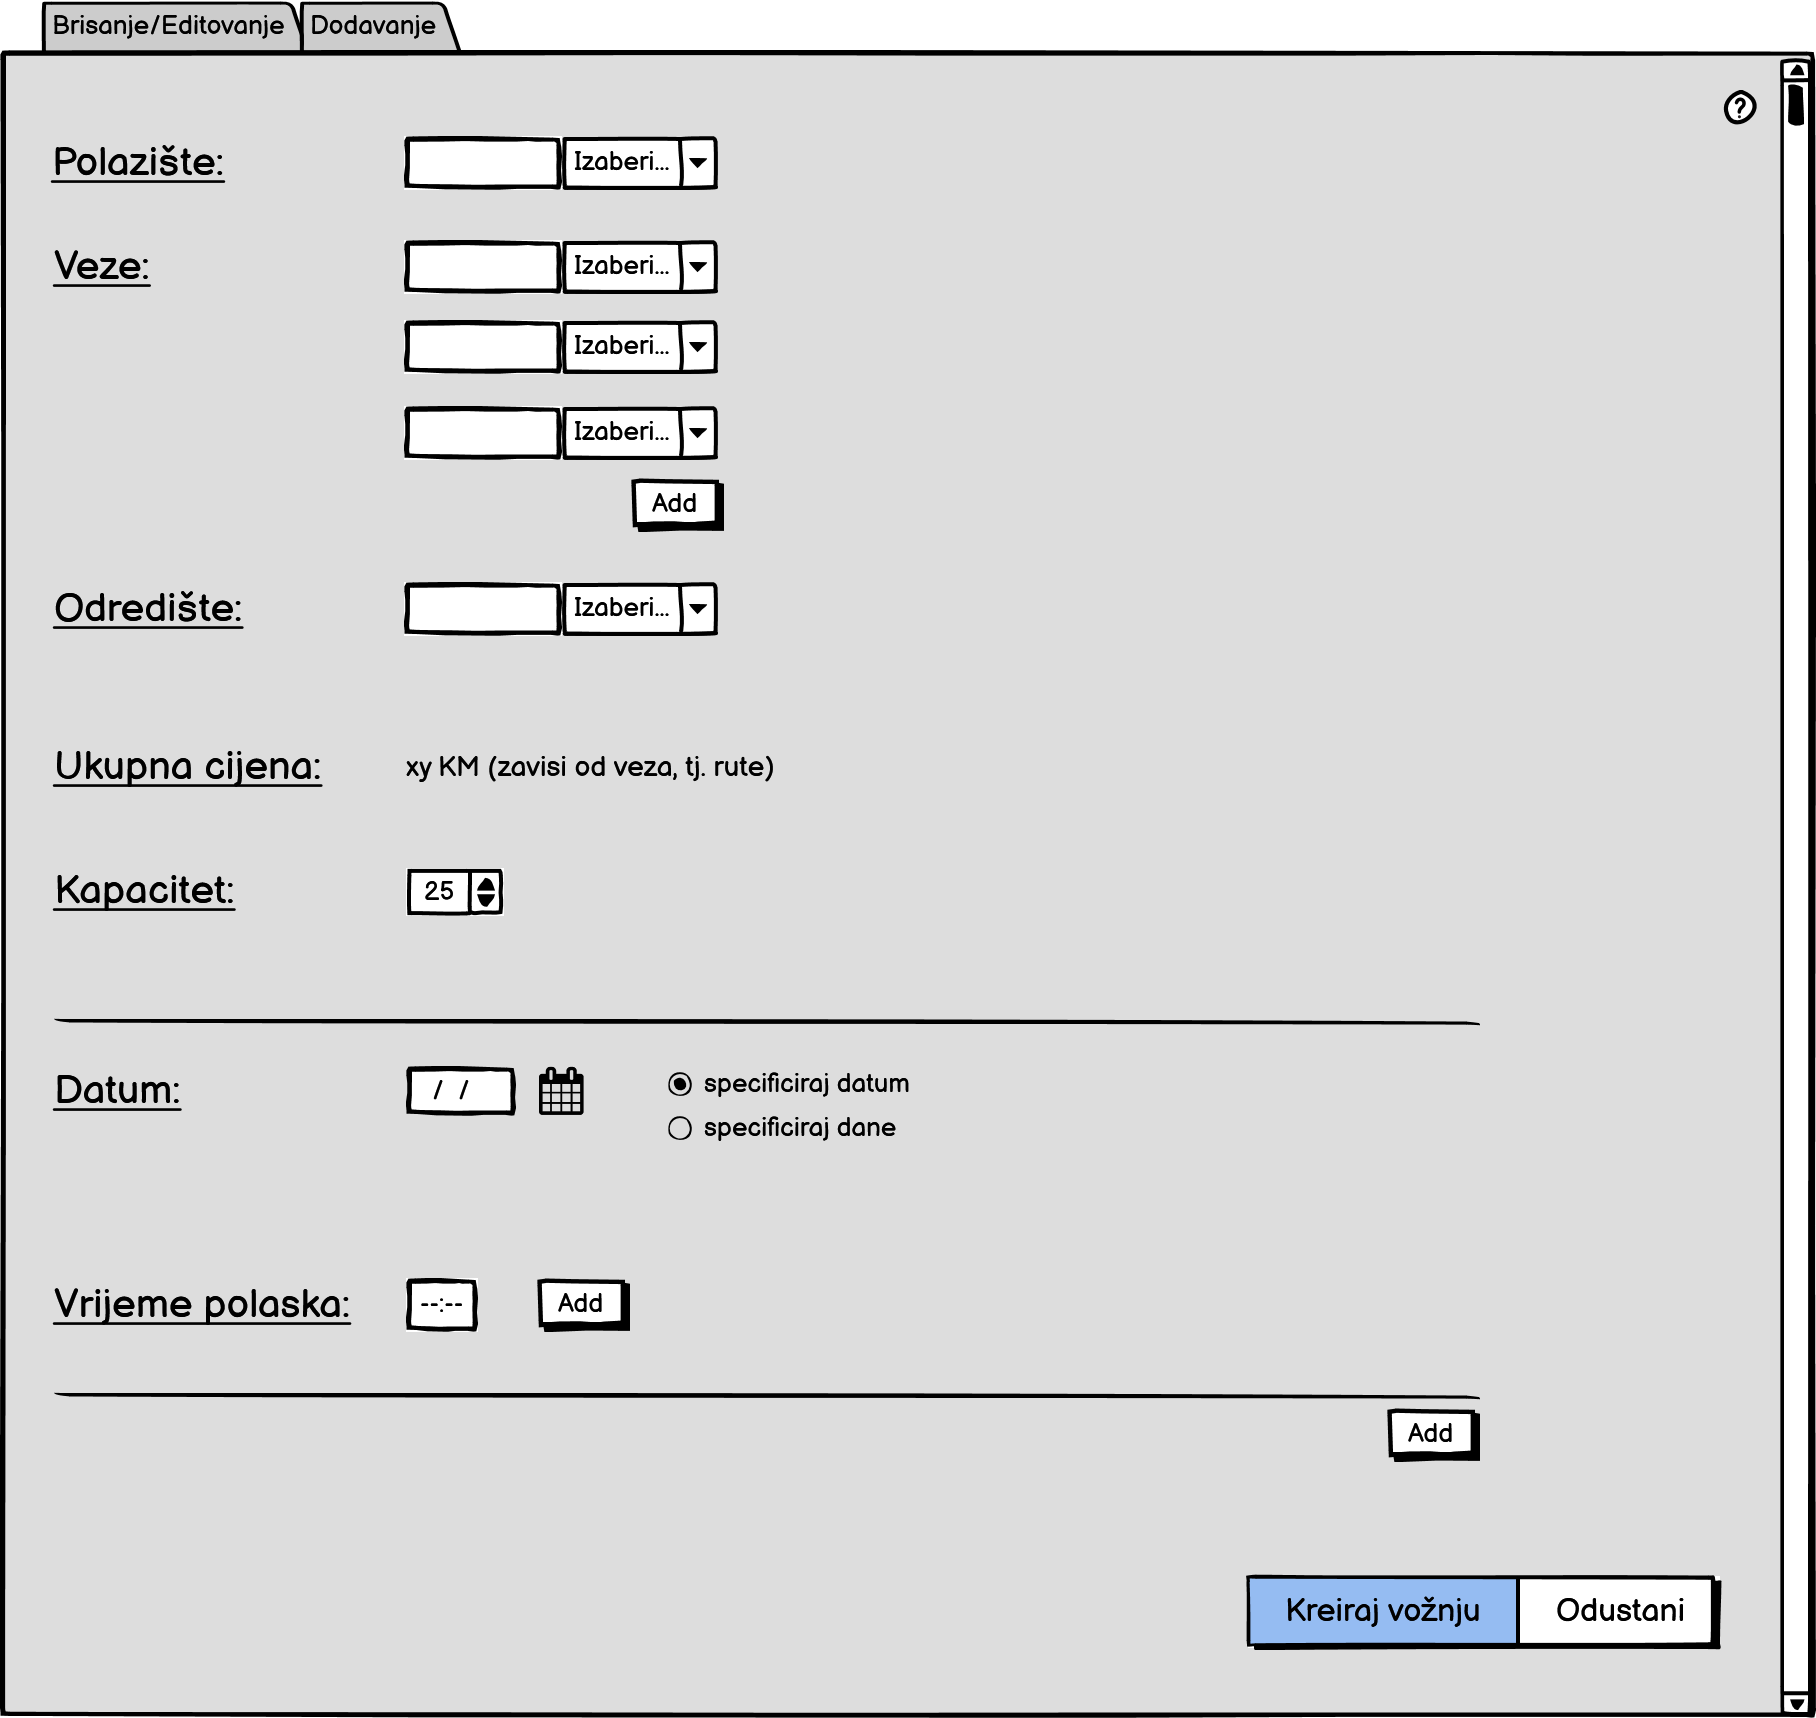 Brisanje/Editovanje
Dodavanje
?
Polazište:
Izaberi...
Veze:
Izaberi...
Izaberi...
Izaberi...
Add
Odredište:
Izaberi...
Ukupna cijena:
xy KM (zavisi od veza, tj. rute)
Kapacitet:
25
Datum:
/ /
specificiraj datum
specificiraj dane
Vrijeme polaska:
--:--
Add
Add
Kreiraj vožnju
Odustani